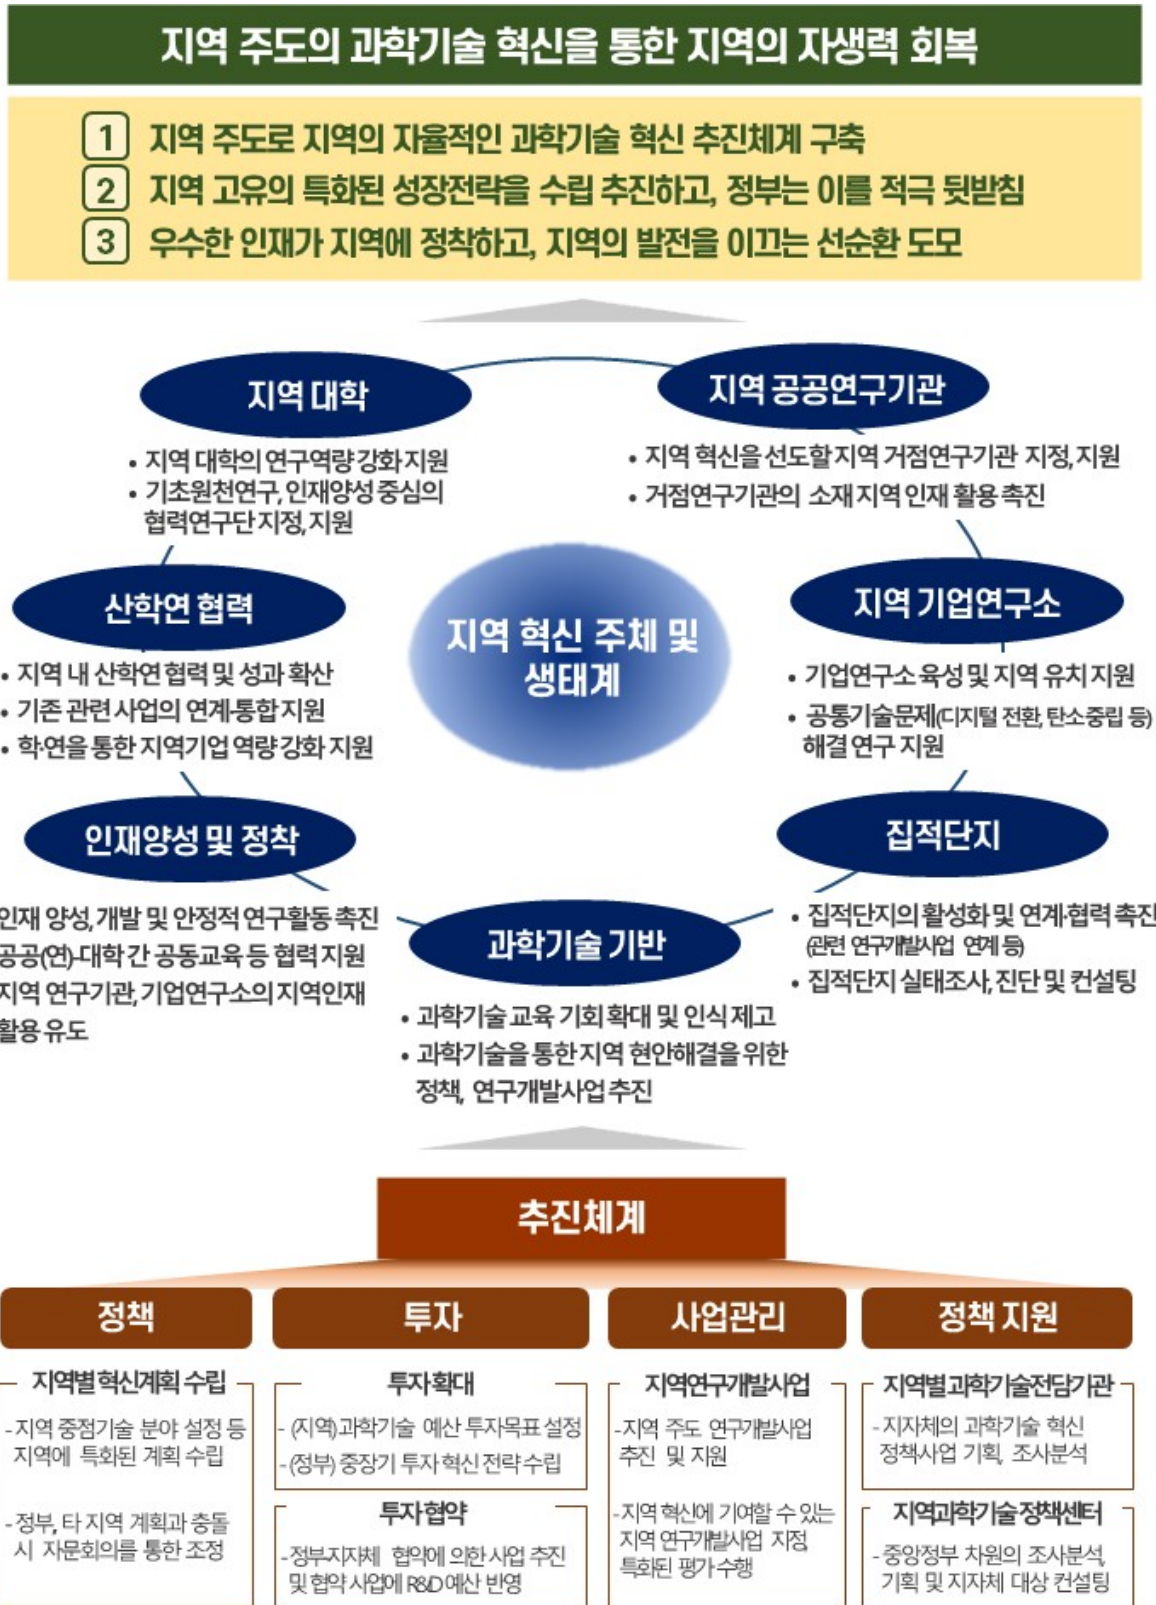 지역 주도의 과학기술 혁신을 통한 지역의 자생력 회복
1 지역 주도로 지역의 자율적인 과학기술 혁신 추진체계 구축
2 지역 고유의 특화된 성장전략을 수립 추진하고, 정부는 이를 적극 뒷받침
3 우수한 인재가 지역에 정착하고, 지역의 발전을 이끄는 선순환 도모
지역 대학
• 지역 대학의 연구역량 강화 지원
• 기초원천연구, 인재양성 중심의
협력연구단 지정, 지원
지역 공공연구기관
• 지역 혁신을 선도할 지역 거점연구기관 지정, 지원
• 거점연구기관의 소재 지역 인재 활용 촉진
산학연 협력
• 지역 내 산학연 협력 및 성과 확산
• 기존 관련 사업의 연계·통합 지원
• 학·연을 통한 지역기업 역량 강화 지원
지역 혁신 주체 및
생태계
지역 기업연구소
• 기업연구소 육성 및 지역 유치 지원
• 공통기술문제(디지털 전환, 탄소중립 등)
해결 연구 지원
인재양성 및 정착
인재 양성, 개발 및 안정적 연구활동 촉진
공공(연)-대학 간 공동교육 등 협력 지원
지역 연구기관, 기업연구소의 지역인재
활용 유도
과학기술 기반
• 과학기술 교육 기회 확대 및 인식 제고
• 과학기술을 통한 지역 현안해결을 위한
정책, 연구개발사업 추진
집적단지
• 집적단지의 활성화 및 연계·협력 촉진
(관련 연구개발사업 연계 등)
• 집적단지 실태조사, 진단 및 컨설팅
추진체계
정책
지역별 혁신계획 수립
- 지역 중점기술 분야 설정 등
지역에 특화된 계획 수립
- 정부, 타 지역 계획과 충돌
시 자문회의를 통한 조정
투자
투자 확대
- (지역) 과학기술 예산 투자목표 설정
- (정부) 중장기 투자 혁신 전략 수립
투자 협약
- 정부-지자체 협약에 의한 사업 추진
및 협약 사업에 R&D 예산 반영
사업관리
지역연구개발사업
- 지역 주도 연구개발사업
추진 및 지원
- 지역 혁신에 기여할 수 있는
지역 연구개발사업 지정
특화된 평가 수행
정책 지원
지역별 과학기술전담기관
- 지자체의 과학기술 혁신
정책사업 기획, 조사분석
지역과학기술 정책센터
- 중앙정부 차원의 조사분석,
기획 및 지자체 대상 컨설팅